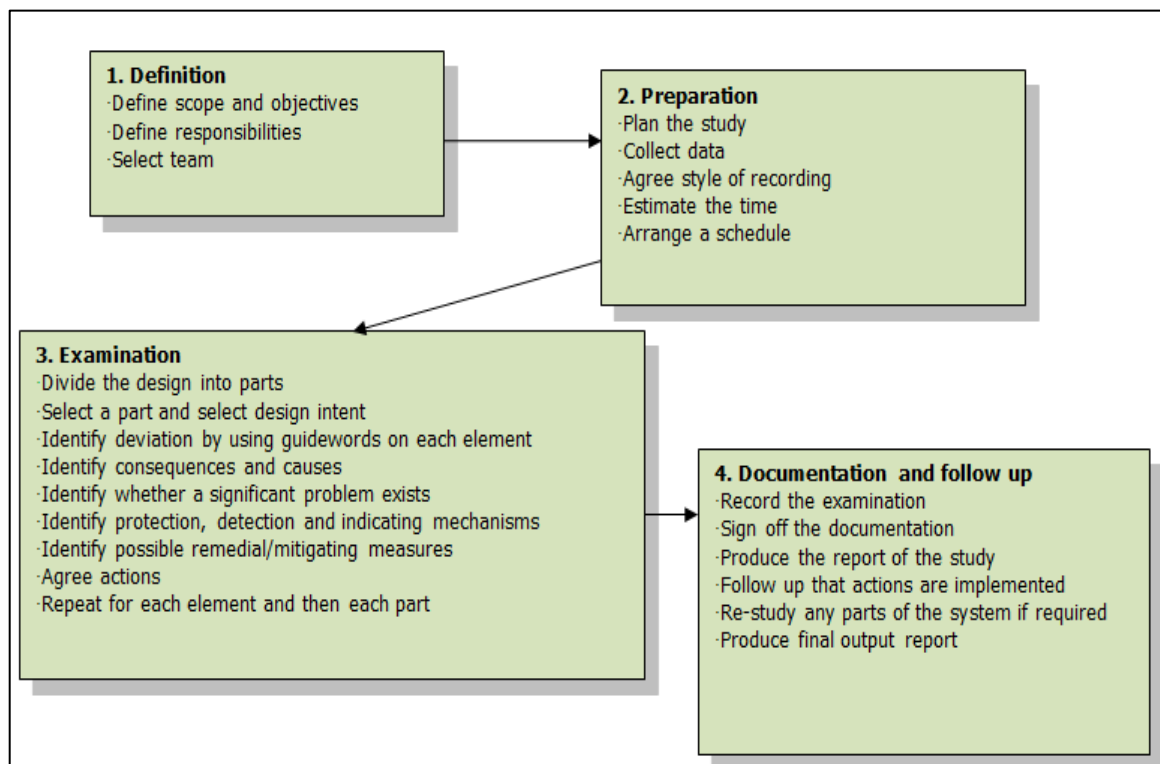 1. Definition
·Define scope and objectives
·Define responsibilities
·Select team
2. Preparation
·Plan the study
·Collect data
·Agree style of recording
·Estimate the time
·Arrange a schedule
3. Examination
·Divide the design into parts
·Select a part and select design intent
·Identify deviation by using guidewords on each element
·Identify consequences and causes
·Identify whether a significant problem exists
·Identify protection, detection and indicating mechanisms
·Identify possible remedial/mitigating measures
·Agree actions
·Repeat for each element and then each part
4. Documentation and follow up
·Record the examination
·Sign off the documentation
·Produce the report of the study
·Follow up that actions are implemented
·Re-study any parts of the system if required
·Produce final output report